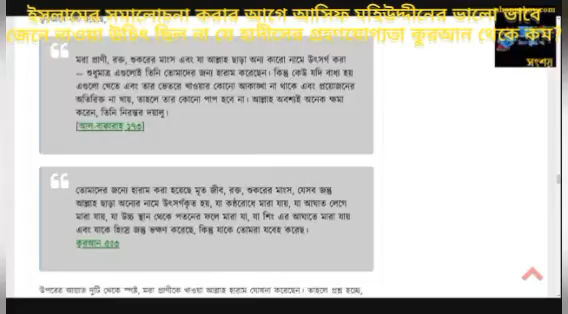 ইসলামের সমালোচনা করার আগে আসিফ মহিউদ্দীনের ভালো ভাবে
জেনে নাওয়া উচিৎ ছিল না যে হাদীসের গ্রহণযোগ্যতা কুরআন থেকে কম?
সংশয়
মরা প্রাণী, রক্ত, শুকরের মাংস এবং যা আল্লাহ ছাড়া অন্য কারো নামে উৎসর্গ করা
— শুধুমাত্র এগুলোই তিনি তোমাদের জন্য হারাম করেছেন। কিন্তু কেউ যদি বাধ্য হয়
এগুলো খেতে এবং তার ভেতরে খাওয়ার কোনো আকাঙ্ক্ষা না থাকে এবং প্রয়োজনের
অতিরিক্ত না খায়, তাহলে তার কোনো পাপ হবে না। আল্লাহ অবশ্যই অনেক ক্ষমা
করেন, তিনি নিরন্তর দয়ালু।
[আল-বাক্বারাহ ১৭৩]
তোমাদের জন্যে হারাম করা হয়েছে মৃত জীব, রক্ত, শুকরের মাংস, যেসব জন্তু
আল্লাহ ছাড়া অন্যের নামে উৎসর্গকৃত হয়, যা কন্ঠরোধে মারা যায়, যা আঘাত লেগে
মারা যায়, যা উচ্চ স্থান থেকে পতনের ফলে মারা যা, যা শিং এর আঘাতে মারা যায়
এবং যাকে হিংস্র জন্তু ভক্ষণ করেছে, কিন্তু যাকে তোমরা যবেহ করেছ।
কুরআন ৫ঃ৩
উপরের আয়াত দুটি থেকে স্পষ্ট, মরা প্রাণীকে খাওয়া আল্লাহ হারাম ঘোষনা করেছেন। তাহলে প্রশ্ন হচ্ছে,